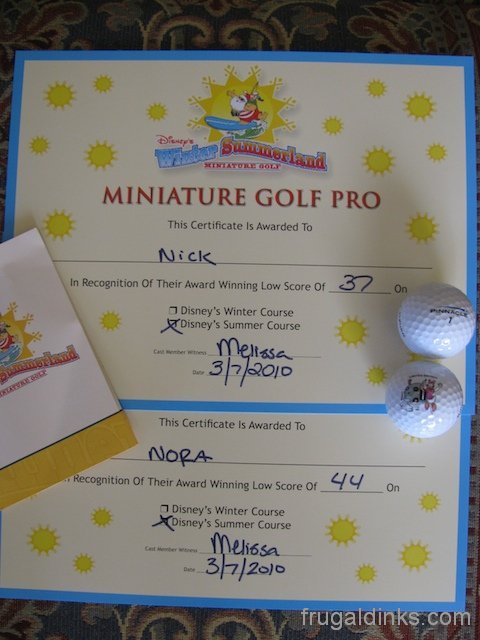 Disney's
Winter Summerland
MINIATURE GOLF
MINIATURE GOLF PRO
This Certificate Is Awarded To
Nick
In Recognition Of Their Award Winning Low Score Of 37 On
Disney's Winter Course
Disney's Summer Course
Cast Member Witness Melissa
Date 3/7/2010
PINNACLE
1
Summerland
MINIATURE GOLF
This Certificate Is Awarded To
NORA
In Recognition Of Their Award Winning Low Score Of 44 On
Disney's Winter Course
Disney's Summer Course
Cast Member Witness Melissa
Date 3/7/2010
frugaldinks.com